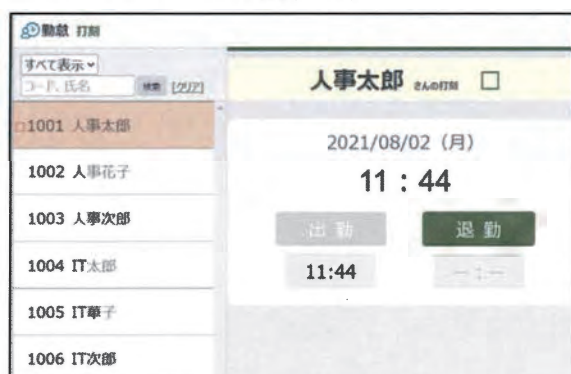 勤怠 打刻
すべて表示
コード、氏名 検索 [クリア]
1001 人事太郎
1002 人事花子
1003 人事次郎
1004 IT太郎
1005 IT華子
1006 IT次郎
人事太郎 さんの打刻
2021/08/02(月)
11:44
出勤 退勤
11:44 --:--